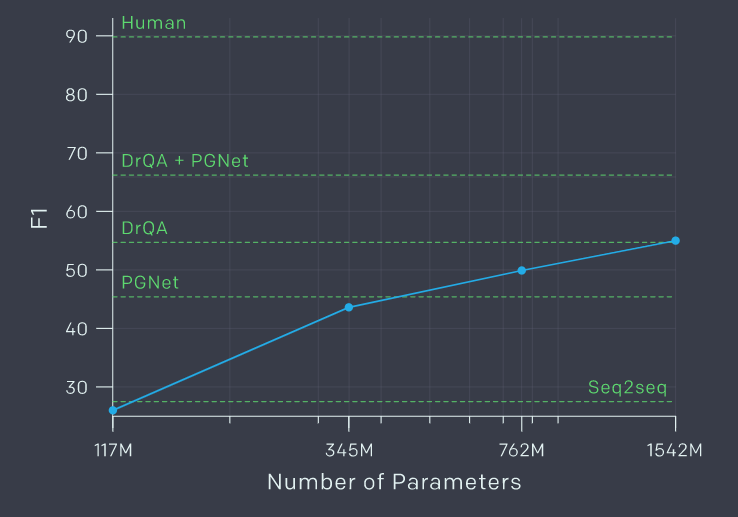 Human
90
80
70
DrQA + PGNet
60
DrQA
F1
50
PGNet
40
30
Seq2seq
117M 345M 762M 1542M
Number of Parameters